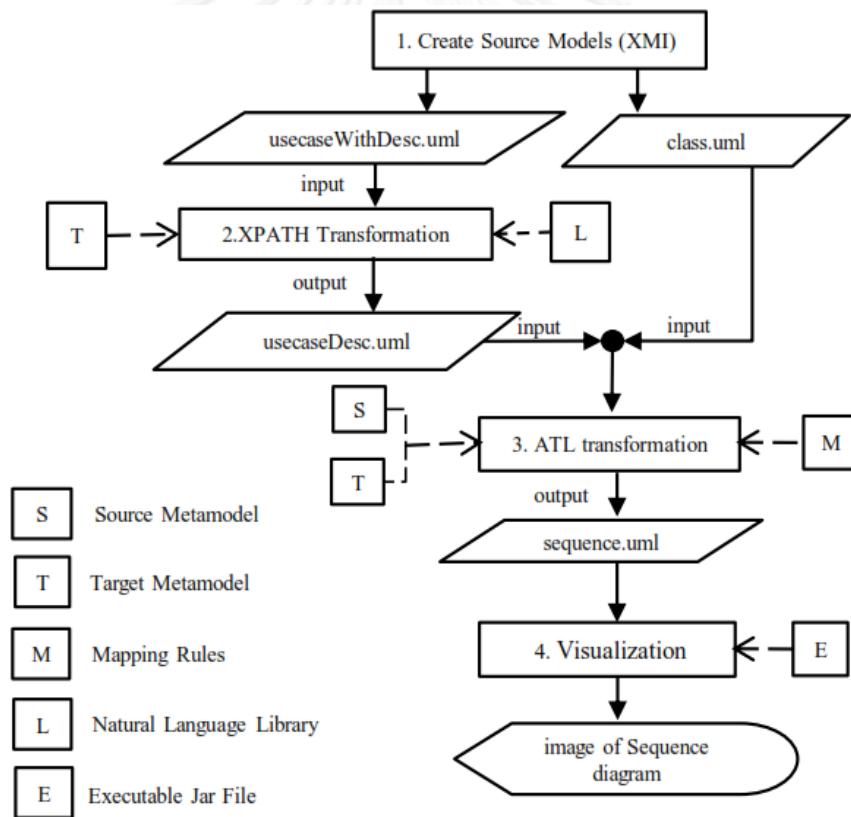 1. Create Source Models (XMI)
usecaseWithDesc.uml
class.uml
input
T
2.XPATH Transformation
L
output
usecaseDesc.uml
input
input
S
T
3. ATL transformation
M
output
sequence.uml
4. Visualization
E
image of Sequence
diagram
S Source Metamodel
T Target Metamodel
M Mapping Rules
L Natural Language Library
E Executable Jar File